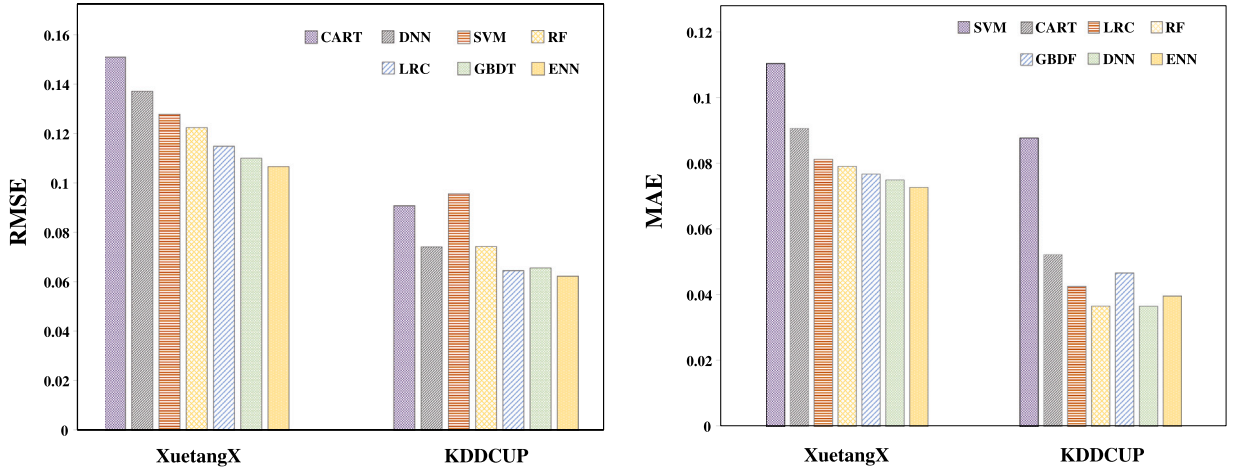 0.16
0.14
0.12
0.1
0.08
0.06
0.04
0.02
0
RMSE
CART DNN SVM RF
LRC GBDT ENN
XuetangX KDDCUP
0.12
0.1
0.08
0.06
0.04
0.02
0
MAE
SVM CART LRC RF
GBDF DNN ENN
XuetangX KDDCUP